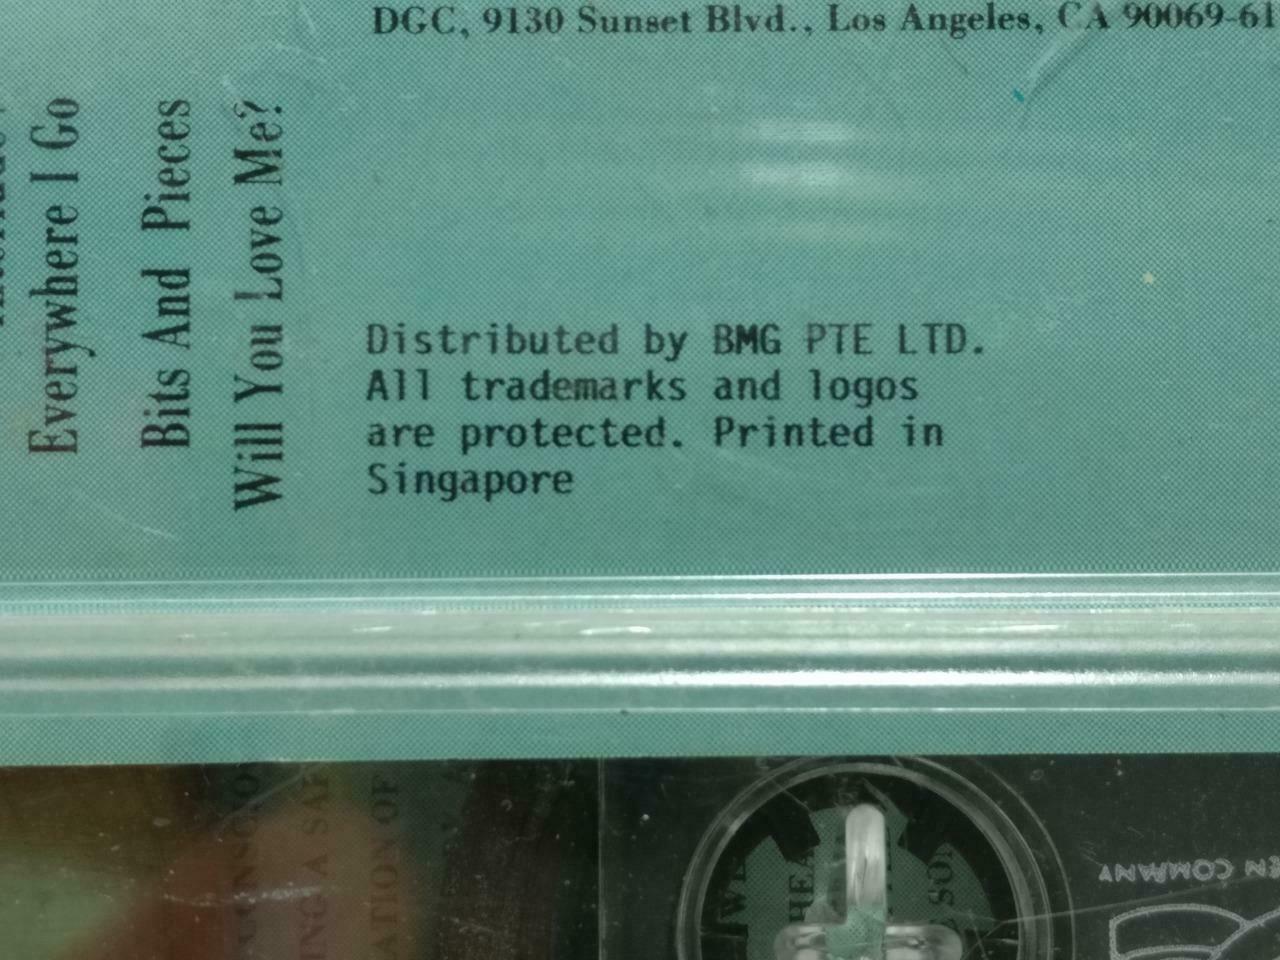 DGC, 9130 Sunset Blvd., Los Angeles, CA 90069-61
Everywhere I Go
Bits And Pieces
Will You Love Me?
Distributed by BMG PTE LTD.
All trademarks and logos
are protected. Printed in
Singapore
COMPANY